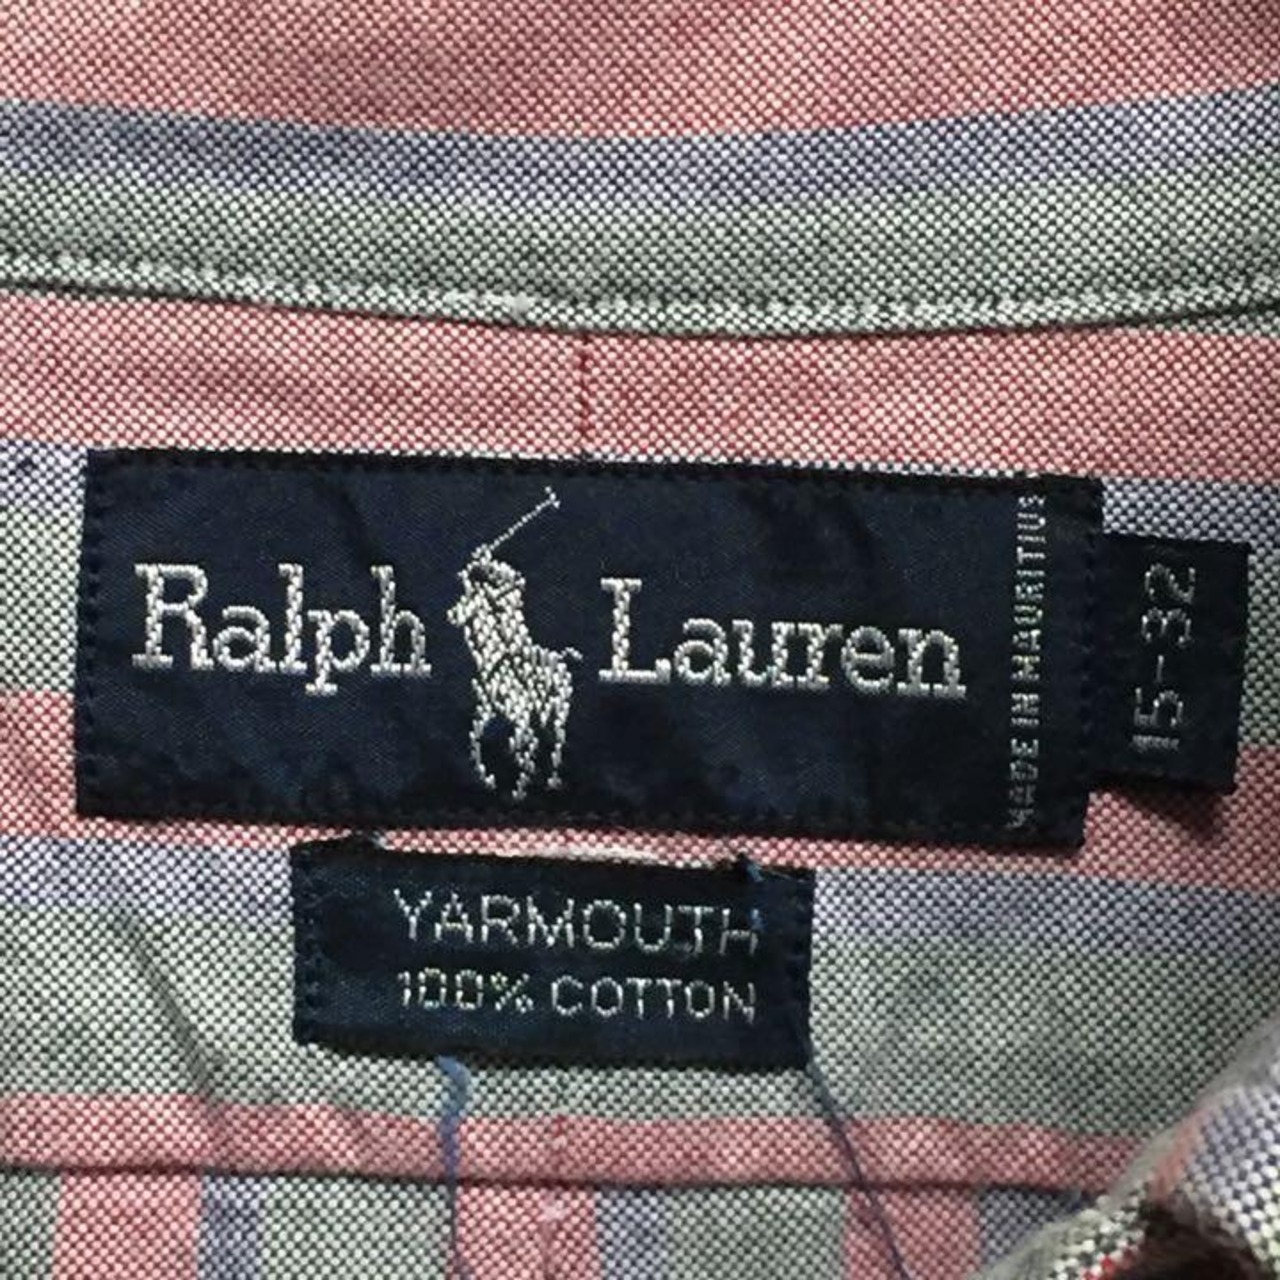 Ralph Lauren
MADE IN MAURITIUS
15-32
YARMOUTH
100% COTTON